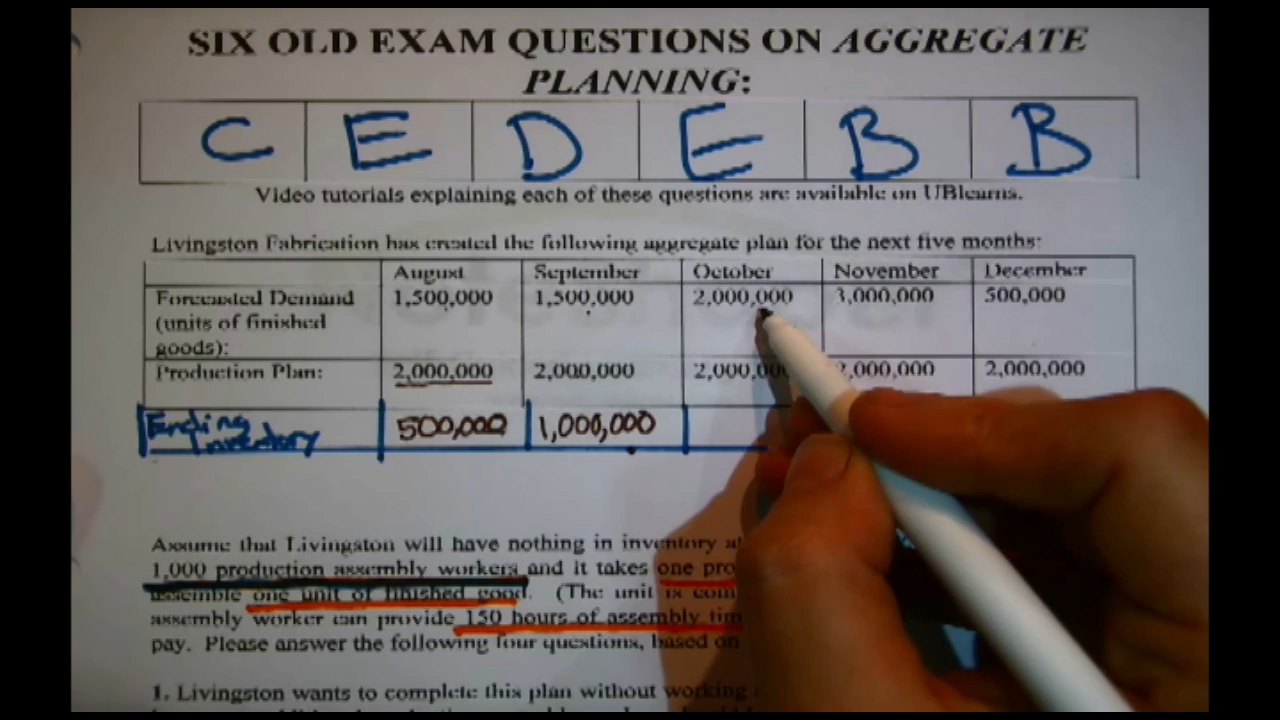 SIX OLD EXAM QUESTIONS ON AGGREGATE
PLANNING:
C E D E B B
Video tutorials explaining each of these questions are available on UBlearns.
Livingston Fabrication has created the following aggregate plan for the next five months:
August September October November December
Forecasted Demand 1,500,000 1,500,000 2,000,000 3,000,000 500,000
(units of finished
goods):
Production Plan: 2,000,000 2,000,000 2,000,000 2,000,000
Ending 500,000 1,000,000
Inventory
Assume that Livingston will have nothing in inventory
1,000 production assembly workers and it takes one
assemble one unit of finished good. (The unit is
assembly worker can provide 150 hours of assembly
pay. Please answer the following four questions, based on
1. Livingston wants to complete this plan without working